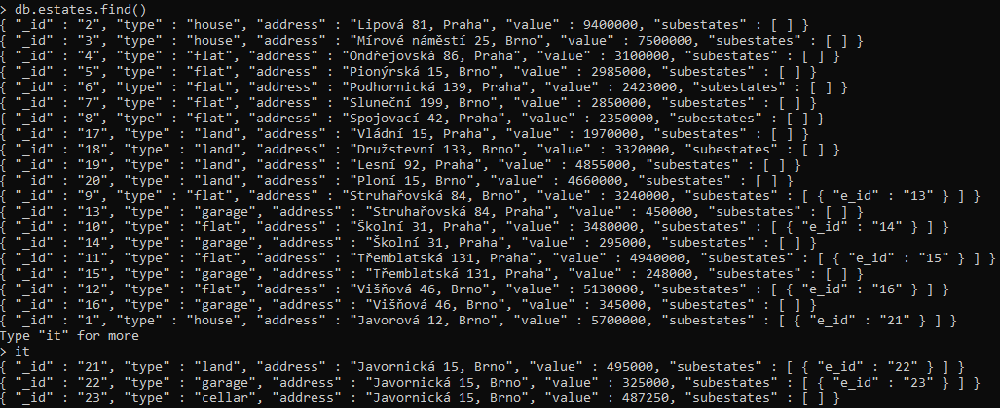 > db.estates.find()
{ "_id" : "2", "type" : "house", "address" : "Lipová 81, Praha", "value" : 9400000, "subestates" : [ ] }
{ "_id" : "3", "type" : "house", "address" : "Mírové náměstí 25, Brno", "value" : 7500000, "subestates" : [ ] }
{ "_id" : "4", "type" : "flat", "address" : "Ondřejovská 86, Praha", "value" : 3100000, "subestates" : [ ] }
{ "_id" : "5", "type" : "flat", "address" : "Pionýrská 15, Brno", "value" : 2985000, "subestates" : [ ] }
{ "_id" : "6", "type" : "flat", "address" : "Podhornická 139, Praha", "value" : 2423000, "subestates" : [ ] }
{ "_id" : "7", "type" : "flat", "address" : "Sluneční 199, Brno", "value" : 2850000, "subestates" : [ ] }
{ "_id" : "8", "type" : "flat", "address" : "Spojovací 42, Praha", "value" : 2350000, "subestates" : [ ] }
{ "_id" : "17", "type" : "land", "address" : "Vládní 15, Praha", "value" : 1970000, "subestates" : [ ] }
{ "_id" : "18", "type" : "land", "address" : "Družstevní 133, Brno", "value" : 3320000, "subestates" : [ ] }
{ "_id" : "19", "type" : "land", "address" : "Lesní 92, Praha", "value" : 4855000, "subestates" : [ ] }
{ "_id" : "20", "type" : "land", "address" : "Ploní 15, Brno", "value" : 4660000, "subestates" : [ ] }
{ "_id" : "9", "type" : "flat", "address" : "Struhařovská 84, Brno", "value" : 3240000, "subestates" : [ { "e_id" : "13" } ] }
{ "_id" : "13", "type" : "garage", "address" : "Struhařovská 84, Praha", "value" : 450000, "subestates" : [ ] }
{ "_id" : "10", "type" : "flat", "address" : "Školní 31, Praha", "value" : 3480000, "subestates" : [ { "e_id" : "14" } ] }
{ "_id" : "14", "type" : "garage", "address" : "Školní 31, Praha", "value" : 295000, "subestates" : [ ] }
{ "_id" : "11", "type" : "flat", "address" : "Třemblatská 131, Praha", "value" : 4940000, "subestates" : [ { "e_id" : "15" } ] }
{ "_id" : "15", "type" : "garage", "address" : "Třemblatská 131, Praha", "value" : 248000, "subestates" : [ ] }
{ "_id" : "12", "type" : "flat", "address" : "Višňová 46, Brno", "value" : 5130000, "subestates" : [ { "e_id" : "16" } ] }
{ "_id" : "16", "type" : "garage", "address" : "Višňová 46, Brno", "value" : 345000, "subestates" : [ ] }
{ "_id" : "1", "type" : "house", "address" : "Javorová 12, Brno", "value" : 5700000, "subestates" : [ { "e_id" : "21" } ] }
Type "it" for more
> it
{ "_id" : "21", "type" : "land", "address" : "Javornická 15, Brno", "value" : 495000, "subestates" : [ { "e_id" : "22" } ] }
{ "_id" : "22", "type" : "garage", "address" : "Javornická 15, Brno", "value" : 325000, "subestates" : [ { "e_id" : "23" } ] }
{ "_id" : "23", "type" : "cellar", "address" : "Javornická 15, Brno", "value" : 487250, "subestates" : [ ] }